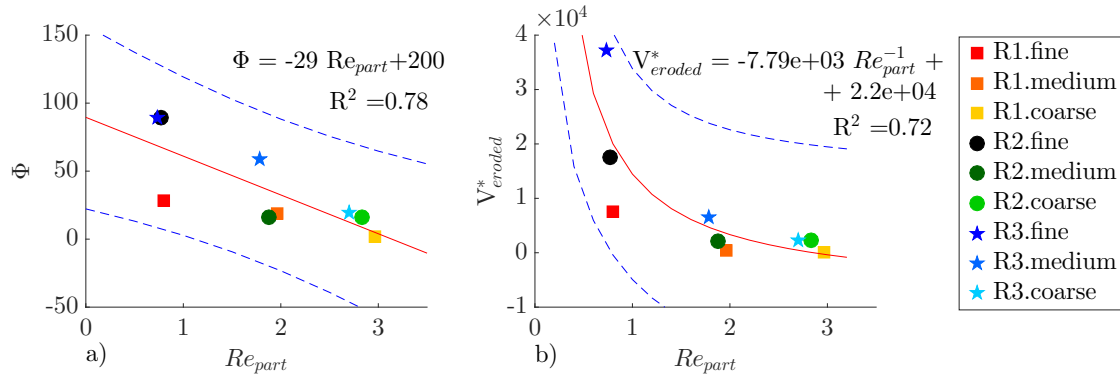 150
100
50
0
-50
Φ
0
1
2
3
Re_part
a)
Φ = -29 Re_part+200
R² =0.78
×10⁴
4
3
2
1
0
-1
V*_eroded
0
1
2
3
Re_part
b)
V*_eroded = -7.79e+03 Re_part⁻¹ +
+ 2.2e+04
R² =0.72
R1.fine
R1.medium
R1.coarse
R2.fine
R2.medium
R2.coarse
R3.fine
R3.medium
R3.coarse